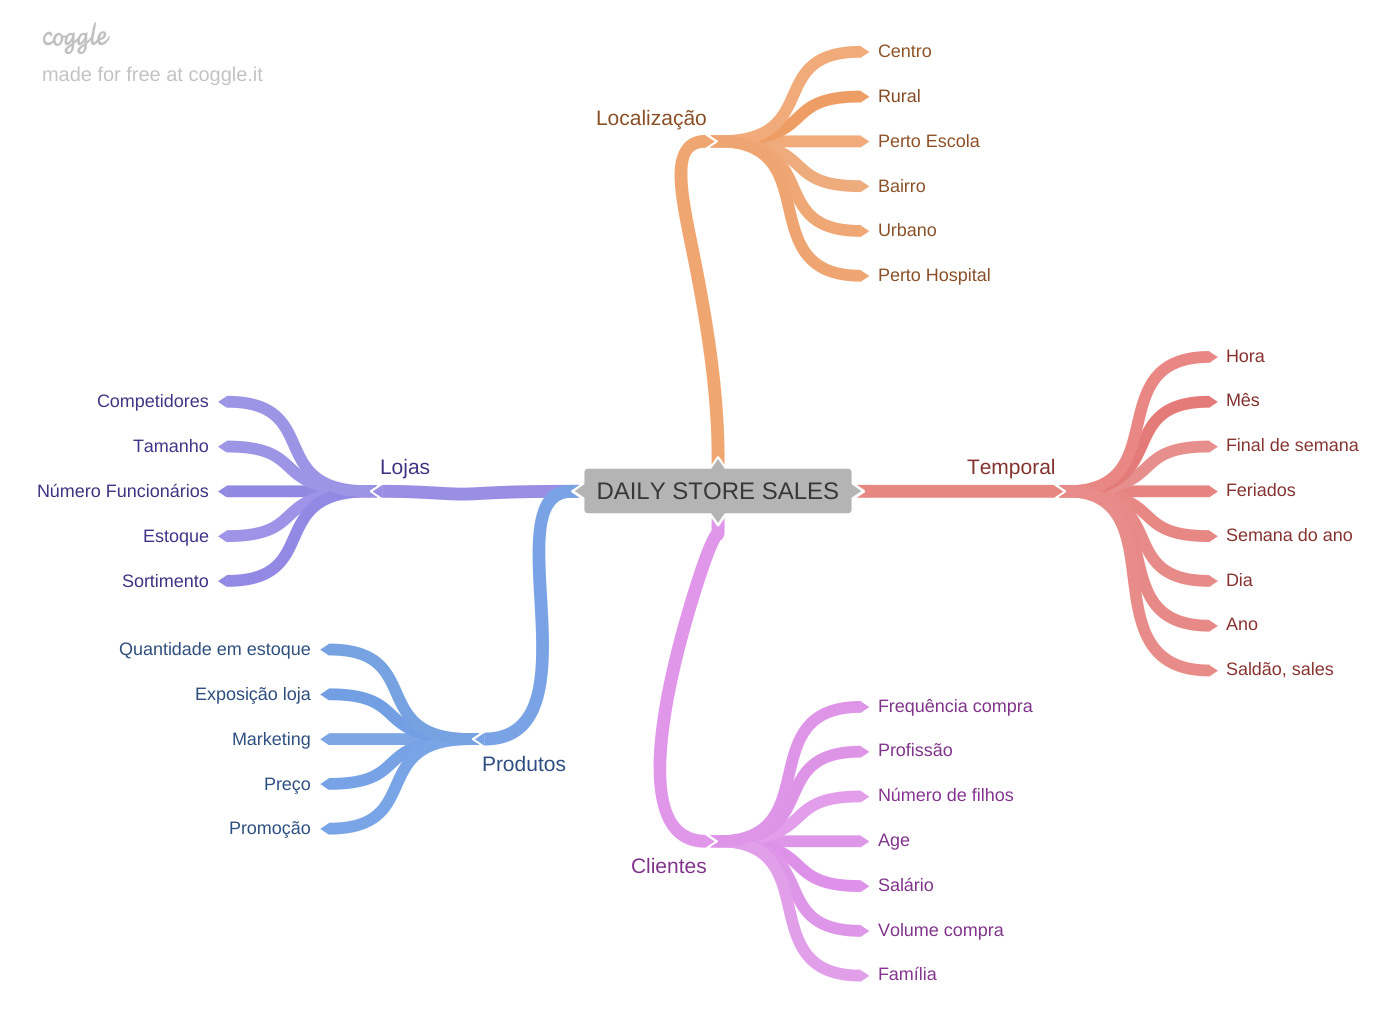 coggle
made for free at coggle.it
Localização
Centro
Rural
Perto Escola
Bairro
Urbano
Perto Hospital
DAILY STORE SALES
Temporal
Hora
Mês
Final de semana
Feriados
Semana do ano
Dia
Ano
Saldão, sales
Lojas
Competidores
Tamanho
Número Funcionários
Estoque
Sortimento
Produtos
Quantidade em estoque
Exposição loja
Marketing
Preço
Promoção
Clientes
Frequência compra
Profissão
Número de filhos
Age
Salário
Volume compra
Família